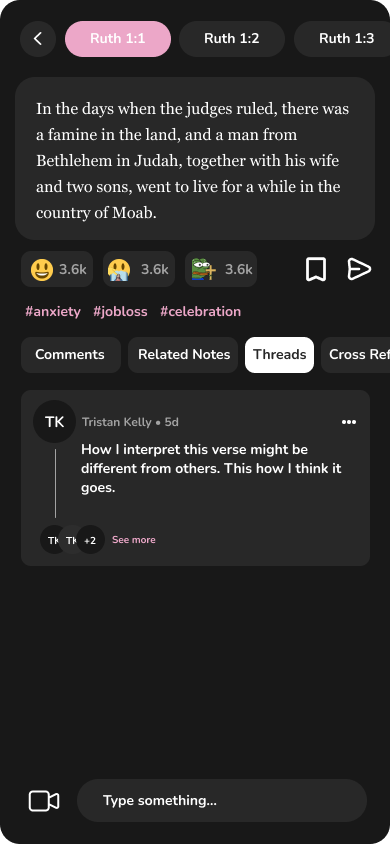 Ruth 1:1 Ruth 1:2 Ruth 1:3
In the days when the judges ruled, there was
a famine in the land, and a man from
Bethlehem in Judah, together with his wife
and two sons, went to live for a while in the
country of Moab.
3.6k 3.6k 3.6k
#anxiety #jobloss #celebration
Comments Related Notes Threads Cross Ref
TK Tristan Kelly • 5d
How I interpret this verse might be
different from others. This how I think it
goes.
TK TK +2 See more
Type something...